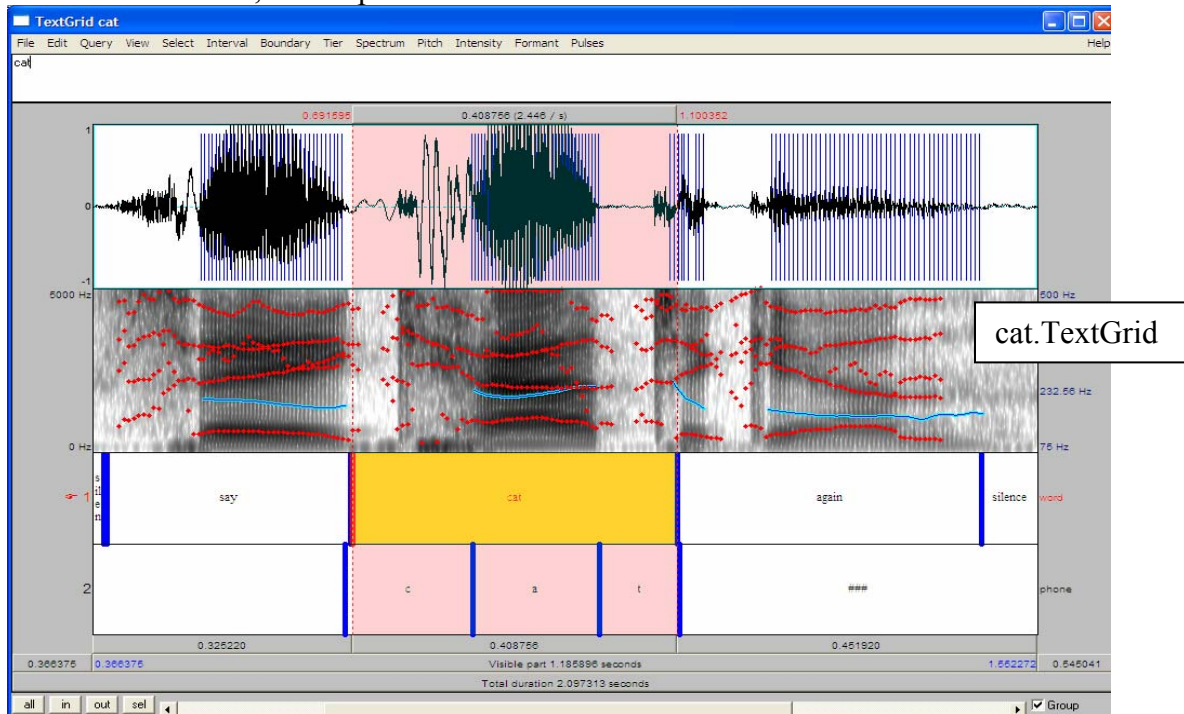 TextGrid cat
File Edit Query View Select Interval Boundary Tier Spectrum Pitch Intensity Formant Pulses Help
cat
0.691595 0.408756 (2.446 / s) 1.100352
1
0
-1
5000 Hz 500 Hz
cat.TextGrid
232.56 Hz
0 Hz 75 Hz
1 silen say cat again silence word
2 c a t ### phone
0.325220 0.408756 0.451920
0.366375 0.366375 Visible part 1.185896 seconds 1.552272 0.545041
Total duration 2.097313 seconds
all in out sel Group